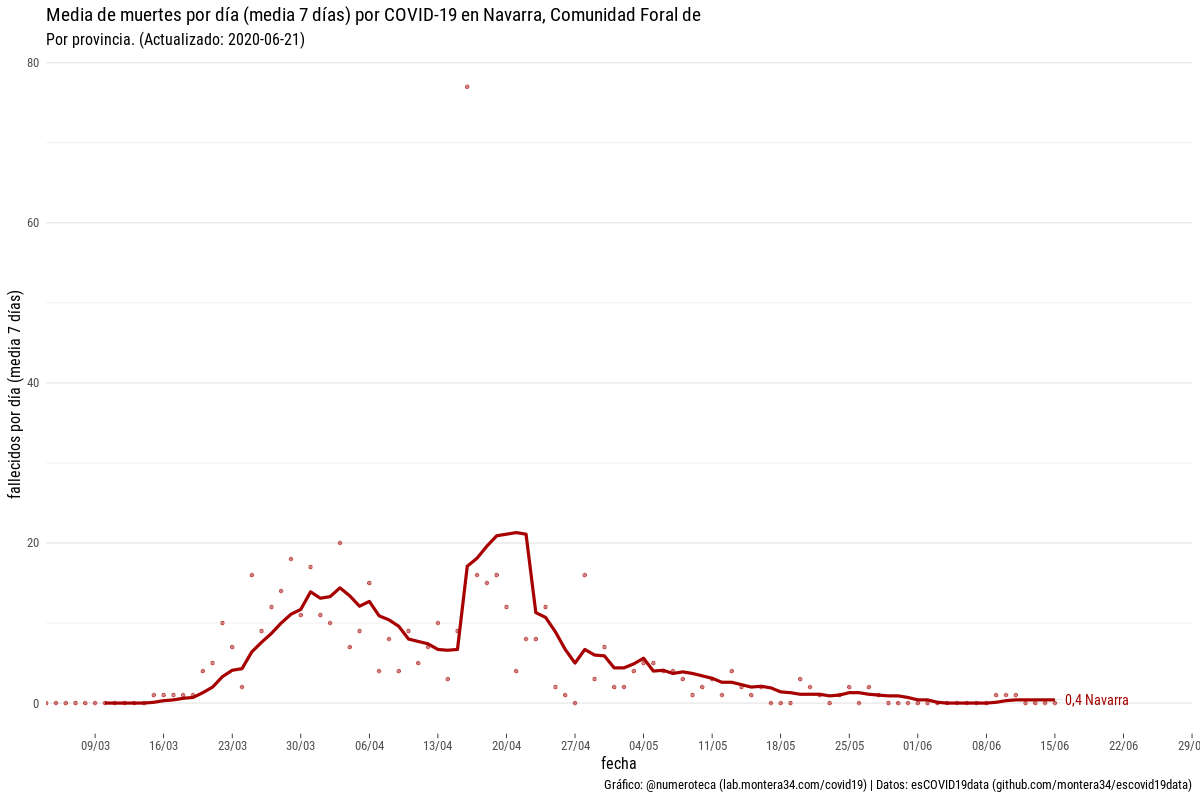 Media de muertes por día (media 7 días) por COVID-19 en Navarra, Comunidad Foral de
Por provincia. (Actualizado: 2020-06-21)
fallecidos por día (media 7 días)
80
60
40
20
0
0,4 Navarra
09/03 16/03 23/03 30/03 06/04 13/04 20/04 27/04 04/05 11/05 18/05 25/05 01/06 08/06 15/06 22/06 29/0
fecha
Gráfico: @numeroteca (lab.montera34.com/covid19) | Datos: esCOVID19data (github.com/montera34/escovid19data)